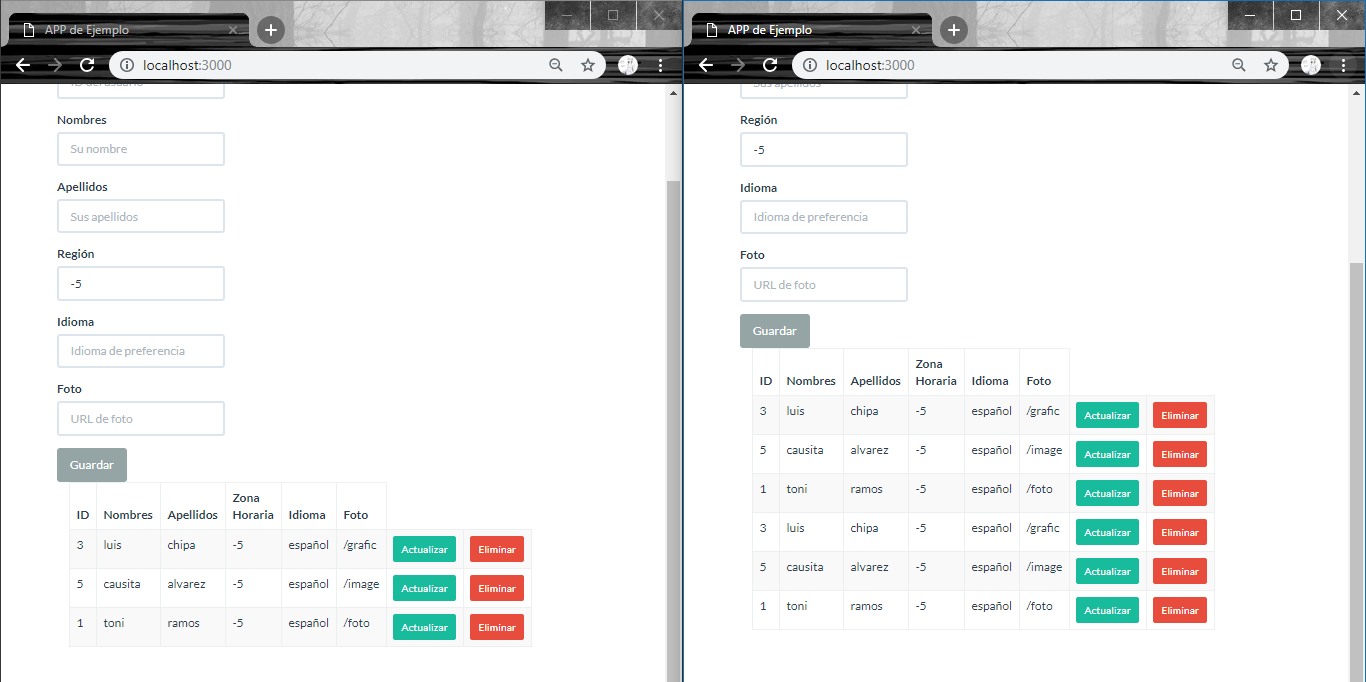 APP de Ejemplo
localhost:3000
Nombres
Su nombre
Apellidos
Sus apellidos
Región
-5
Idioma
Idioma de preferencia
Foto
URL de foto
Guardar
ID Nombres Apellidos Zona Horaria Idioma Foto
3 luis chipa -5 español /grafic Actualizar Eliminar
5 causita alvarez -5 español /image Actualizar Eliminar
1 toni ramos -5 español /foto Actualizar Eliminar
APP de Ejemplo
localhost:3000
Sus apellidos
Región
-5
Idioma
Idioma de preferencia
Foto
URL de foto
Guardar
ID Nombres Apellidos Zona Horaria Idioma Foto
3 luis chipa -5 español /grafic Actualizar Eliminar
5 causita alvarez -5 español /image Actualizar Eliminar
1 toni ramos -5 español /foto Actualizar Eliminar
3 luis chipa -5 español /grafic Actualizar Eliminar
5 causita alvarez -5 español /image Actualizar Eliminar
1 toni ramos -5 español /foto Actualizar Eliminar